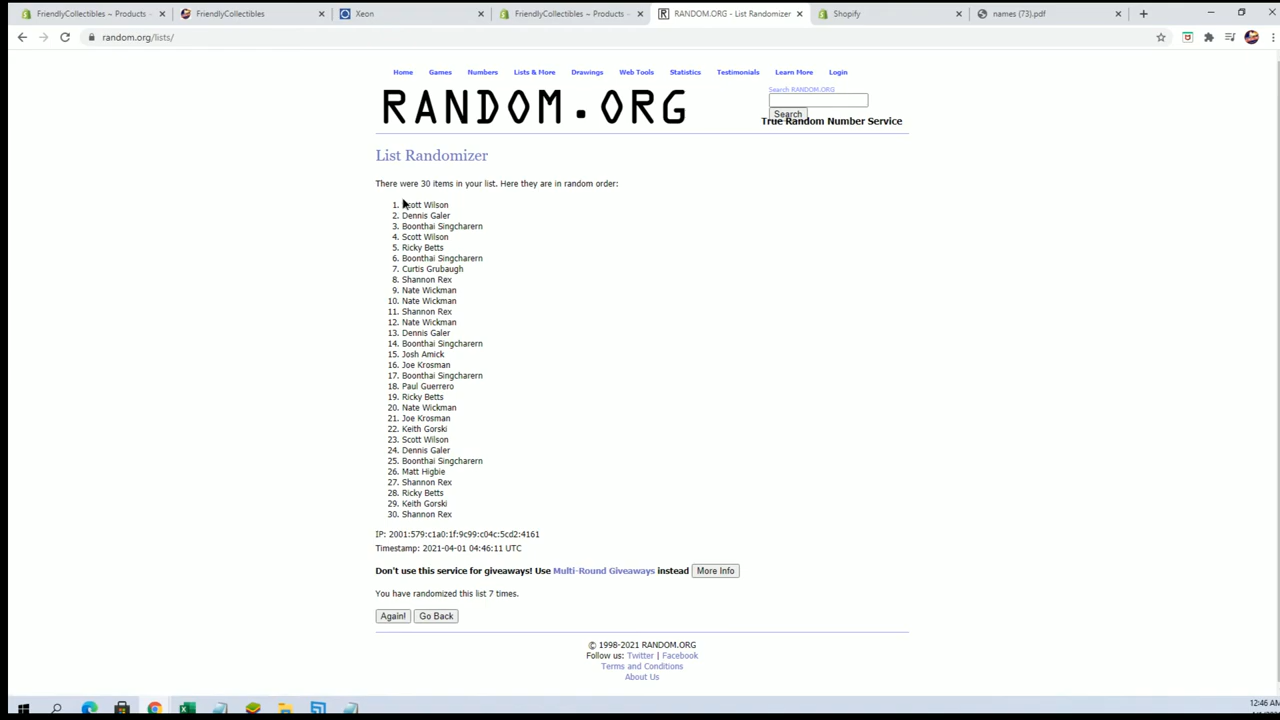 FriendlyCollectibles ~ Products ~
FriendlyCollectibles
Xeon
FriendlyCollectibles ~ Products ~
RANDOM.ORG - List Randomizer
Shopify
names (73).pdf
random.org/lists/
Home Games Numbers Lists & More Drawings Web Tools Statistics Testimonials Learn More Login
RANDOM.ORG
Search RANDOM.ORG
Search
True Random Number Service
List Randomizer
There were 30 items in your list. Here they are in random order:
1. Scott Wilson
2. Dennis Galer
3. Boonthai Singcharern
4. Scott Wilson
5. Ricky Betts
6. Boonthai Singcharern
7. Curtis Grubaugh
8. Shannon Rex
9. Nate Wickman
10. Nate Wickman
11. Shannon Rex
12. Nate Wickman
13. Dennis Galer
14. Boonthai Singcharern
15. Josh Amick
16. Joe Krosman
17. Boonthai Singcharern
18. Paul Guerrero
19. Ricky Betts
20. Nate Wickman
21. Joe Krosman
22. Keith Gorski
23. Scott Wilson
24. Dennis Galer
25. Boonthai Singcharern
26. Matt Higbie
27. Shannon Rex
28. Ricky Betts
29. Keith Gorski
30. Shannon Rex
IP: 2001:579:c1a0:1f:9c99:c04c:5cd2:4161
Timestamp: 2021-04-01 04:46:11 UTC
Don't use this service for giveaways! Use Multi-Round Giveaways instead More Info
You have randomized this list 7 times.
Again! Go Back
© 1998-2021 RANDOM.ORG
Follow us: Twitter | Facebook
Terms and Conditions
About Us
12:46 AM